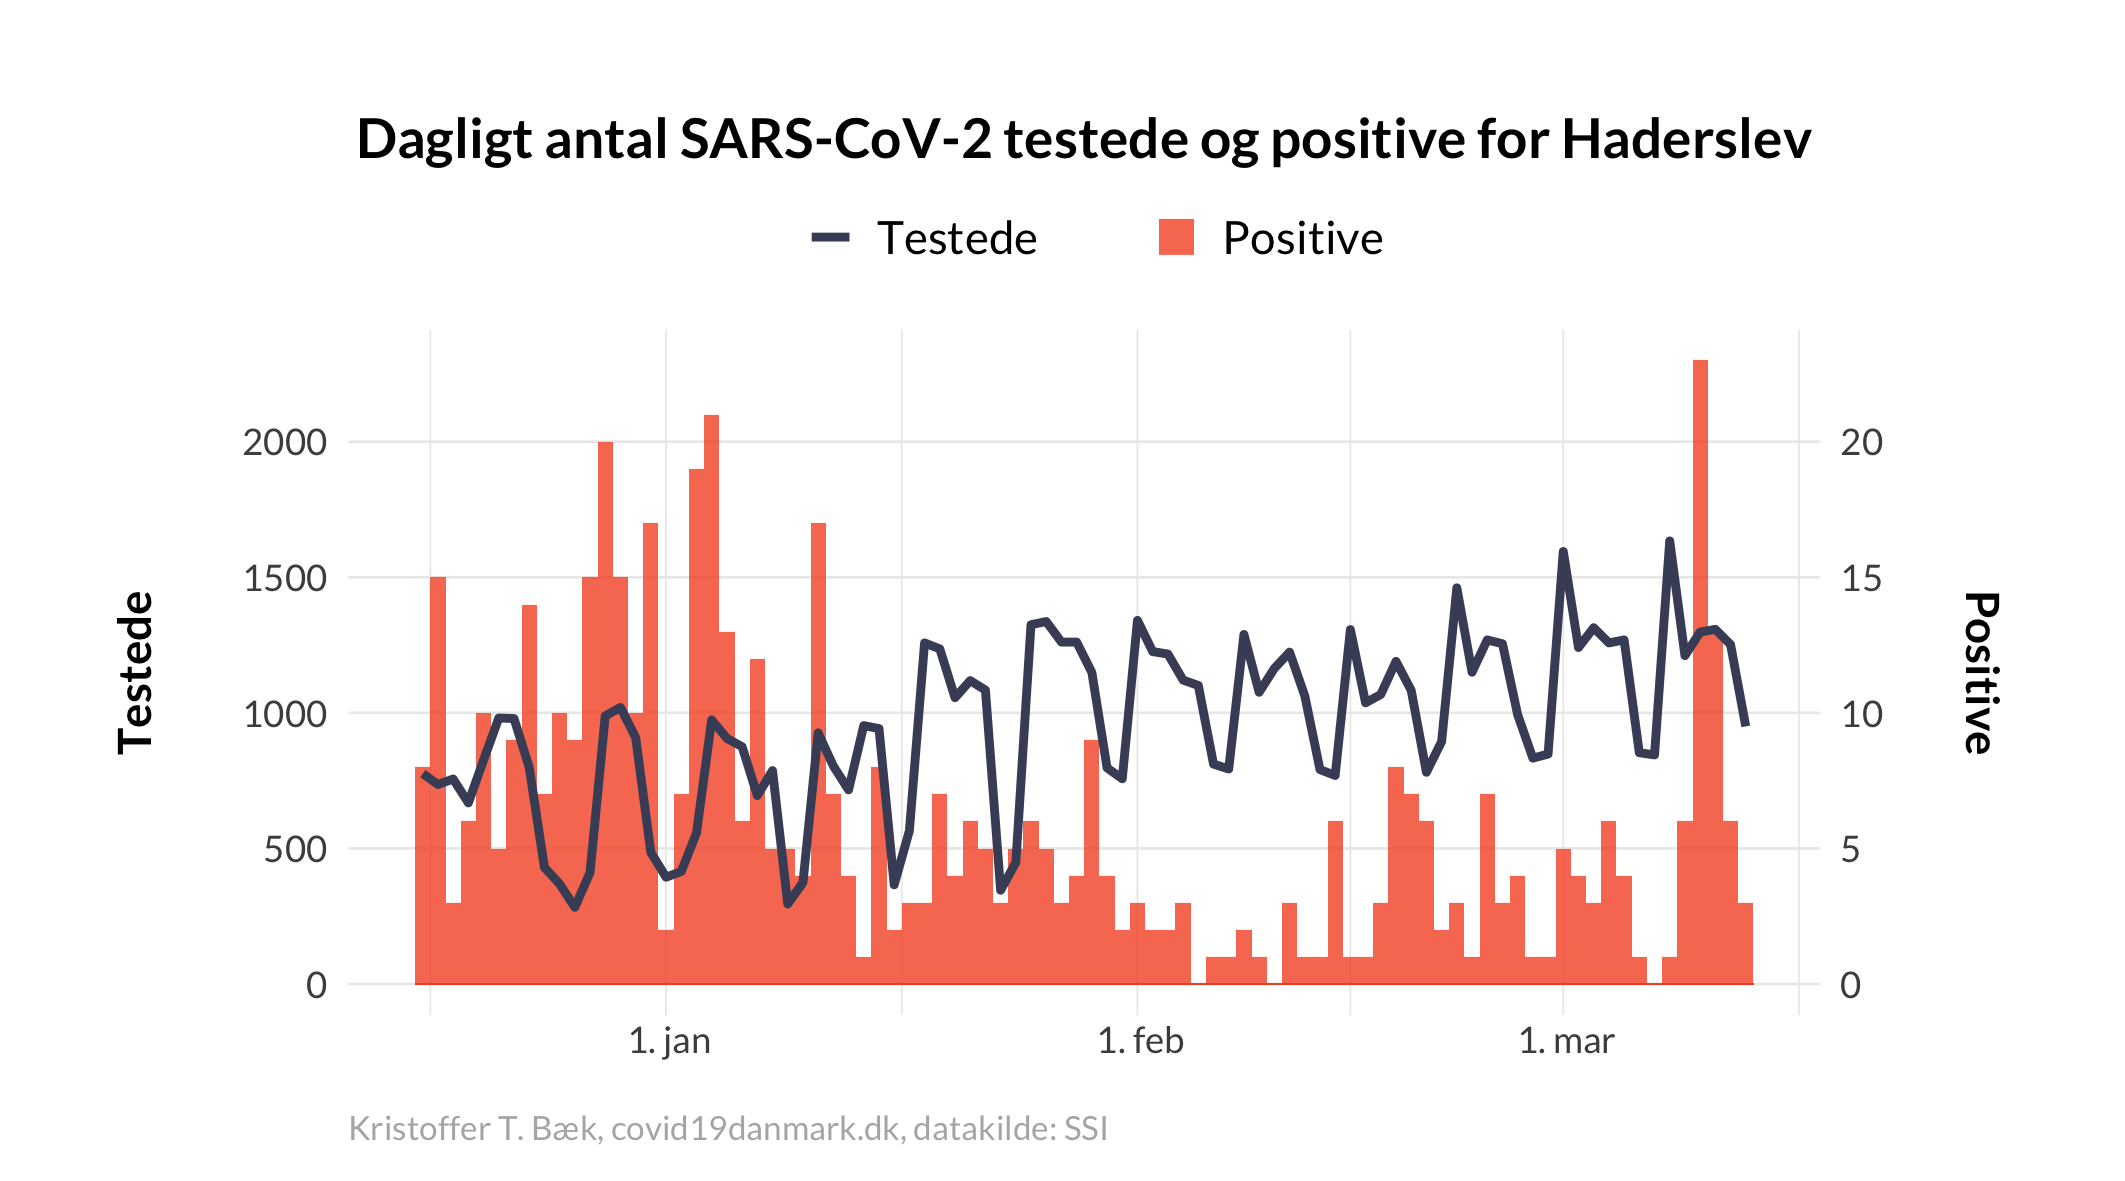 Dagligt antal SARS-CoV-2 testede og positive for Haderslev
Testede
Positive
2000
1500
1000
500
0
20
15
10
5
0
Testede
Positive
1. jan
1. feb
1. mar
Kristoffer T. Bæk, covid19danmark.dk, datakilde: SSI